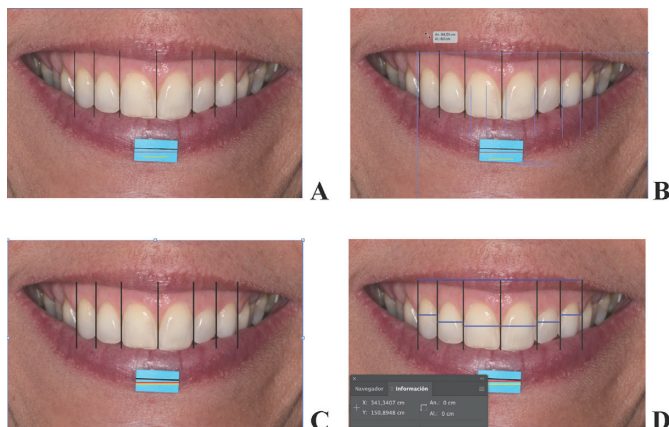 A
B
C
Navegador Información
X: 341,3407 cm
Y: 150,8948 cm
An.: 0 cm
Al.: 0 cm
D